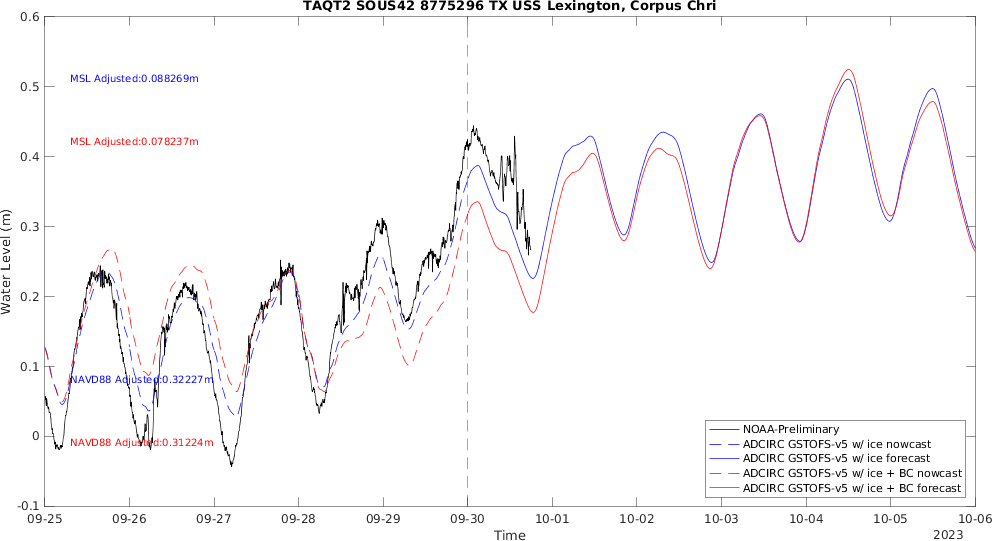 TAQT2 SOUS42 8775296 TX USS Lexington, Corpus Chri
0.6
0.5
0.4
0.3
0.2
0.1
0
-0.1
Water Level (m)
MSL Adjusted:0.088269m
MSL Adjusted:0.078237m
NAVD88 Adjusted:0.32227m
NAVD88 Adjusted:0.31224m
NOAA-Preliminary
ADCIRC GSTOFS-v5 w/ ice nowcast
ADCIRC GSTOFS-v5 w/ ice forecast
ADCIRC GSTOFS-v5 w/ ice + BC nowcast
ADCIRC GSTOFS-v5 w/ ice + BC forecast
09-25 09-26 09-27 09-28 09-29 09-30 10-01 10-02 10-03 10-04 10-05 10-06
Time
2023